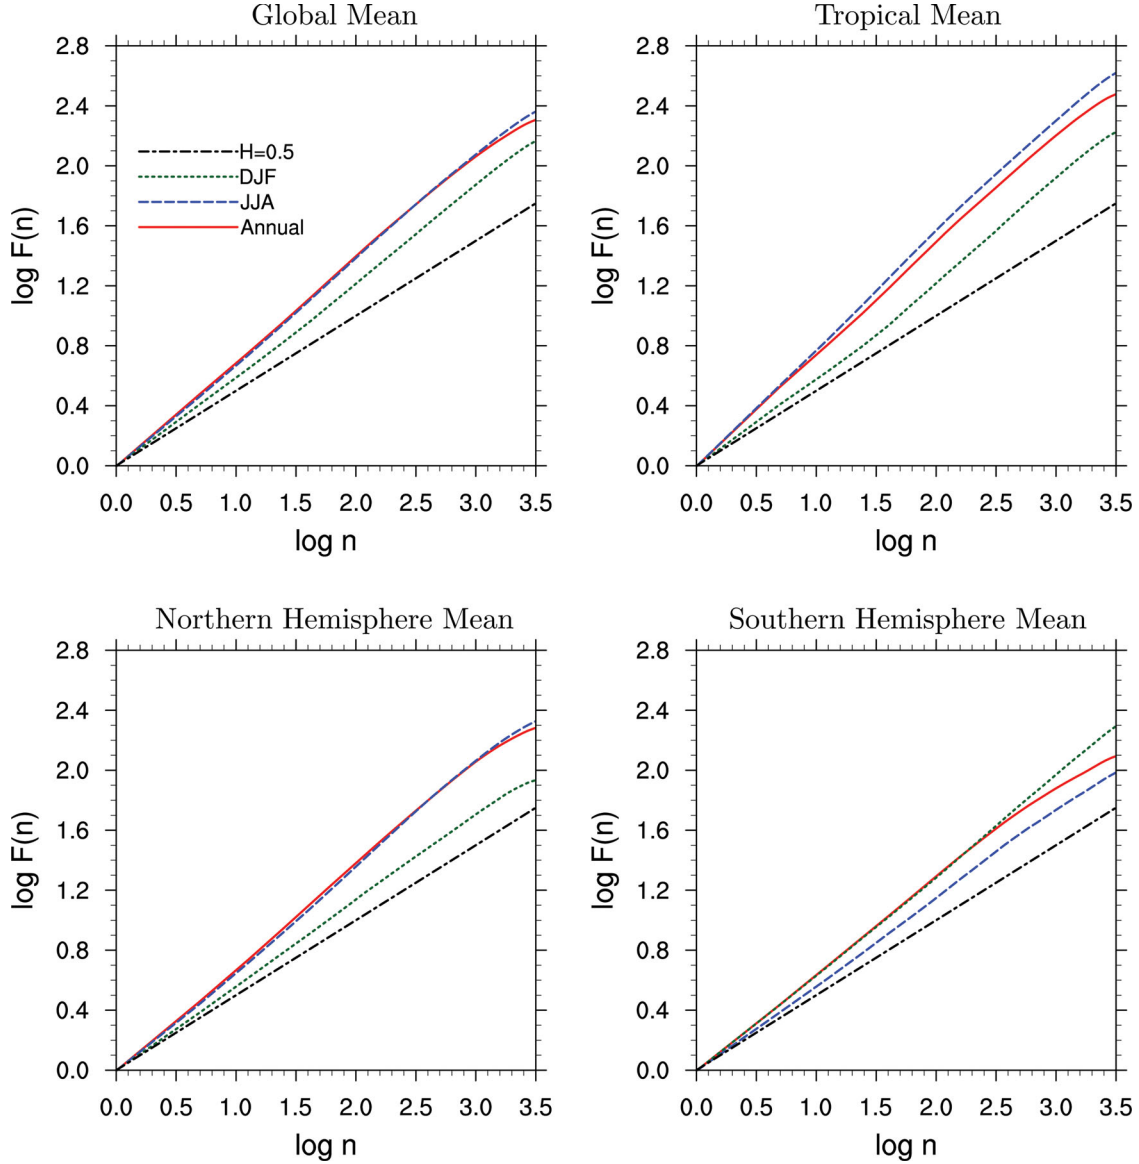 Global Mean
2.8
2.4
2.0
1.6
1.2
0.8
0.4
0.0
log F(n)
H=0.5
DJF
JJA
Annual
0.0 0.5 1.0 1.5 2.0 2.5 3.0 3.5
log n
Tropical Mean
2.8
2.4
2.0
1.6
1.2
0.8
0.4
0.0
log F(n)
0.0 0.5 1.0 1.5 2.0 2.5 3.0 3.5
log n
Northern Hemisphere Mean
2.8
2.4
2.0
1.6
1.2
0.8
0.4
0.0
log F(n)
0.0 0.5 1.0 1.5 2.0 2.5 3.0 3.5
log n
Southern Hemisphere Mean
2.8
2.4
2.0
1.6
1.2
0.8
0.4
0.0
log F(n)
0.0 0.5 1.0 1.5 2.0 2.5 3.0 3.5
log n